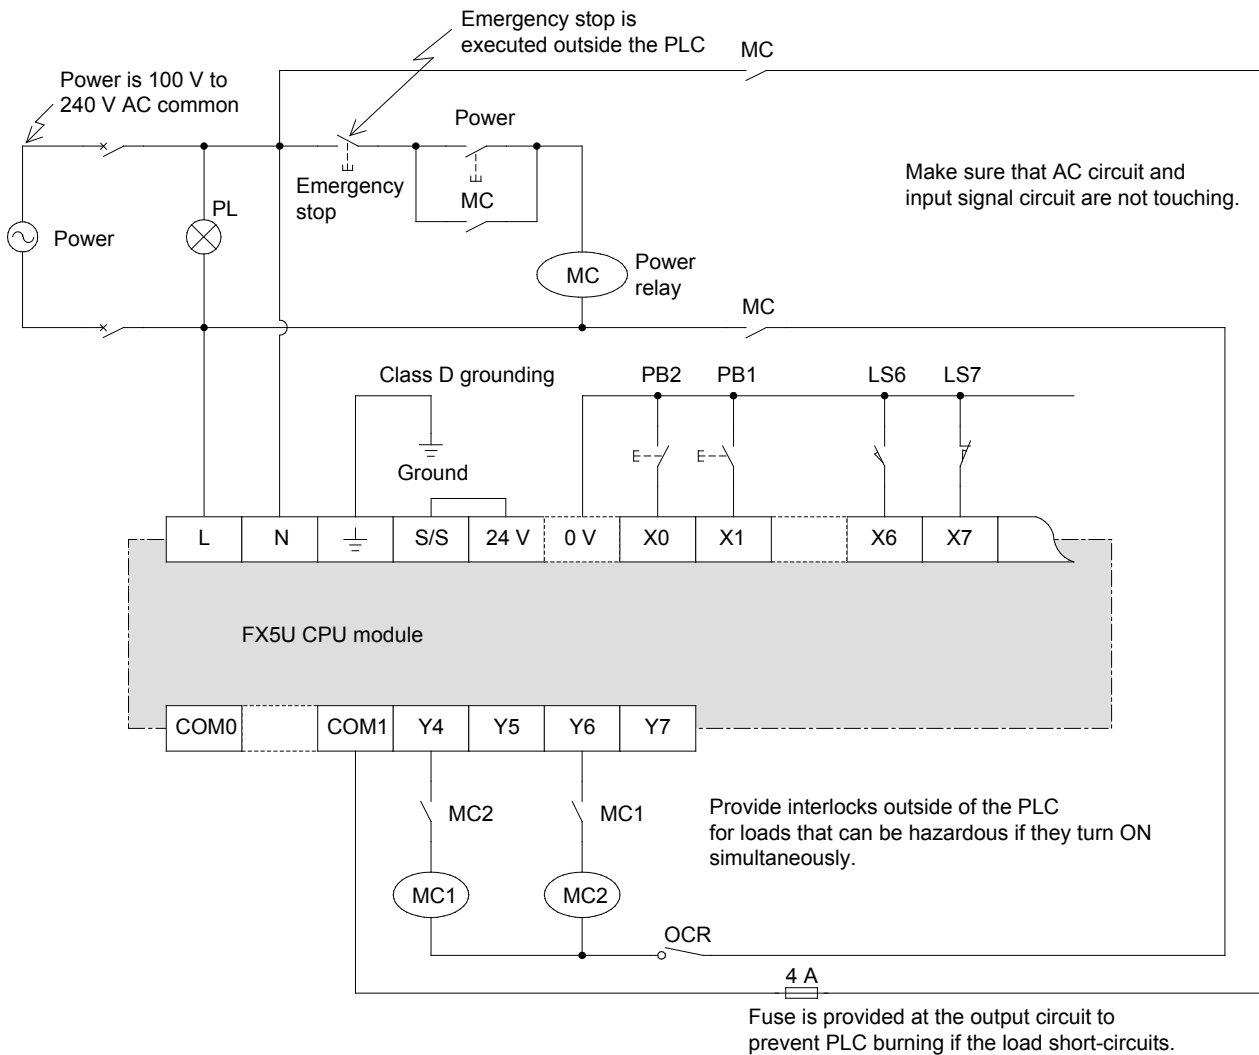 Emergency stop is
executed outside the PLC
MC
Power is 100 V to
240 V AC common
Power
Make sure that AC circuit and
input signal circuit are not touching.
Emergency
stop
MC
PL
Power
MC
Power
relay
MC
Class D grounding
PB2 PB1 LS6 LS7
Ground
L N S/S 24 V 0 V X0 X1 X6 X7
FX5U CPU module
COM0 COM1 Y4 Y5 Y6 Y7
MC2 MC1
Provide interlocks outside of the PLC
for loads that can be hazardous if they turn ON
simultaneously.
MC1 MC2
OCR
4 A
Fuse is provided at the output circuit to
prevent PLC burning if the load short-circuits.